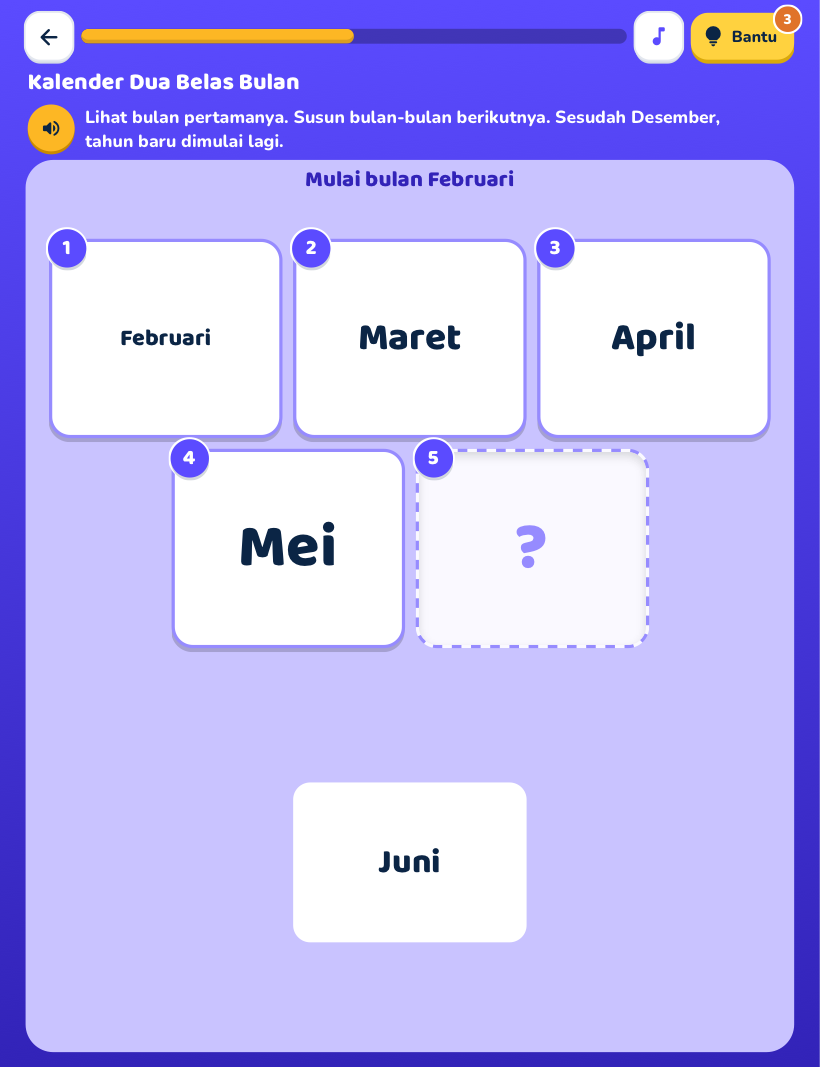 3
Bantu
Kalender Dua Belas Bulan
Lihat bulan pertamanya. Susun bulan-bulan berikutnya. Sesudah Desember,
tahun baru dimulai lagi.
Mulai bulan Februari
1
2
3
Februari
Maret
April
4
5
Mei
?
Juni